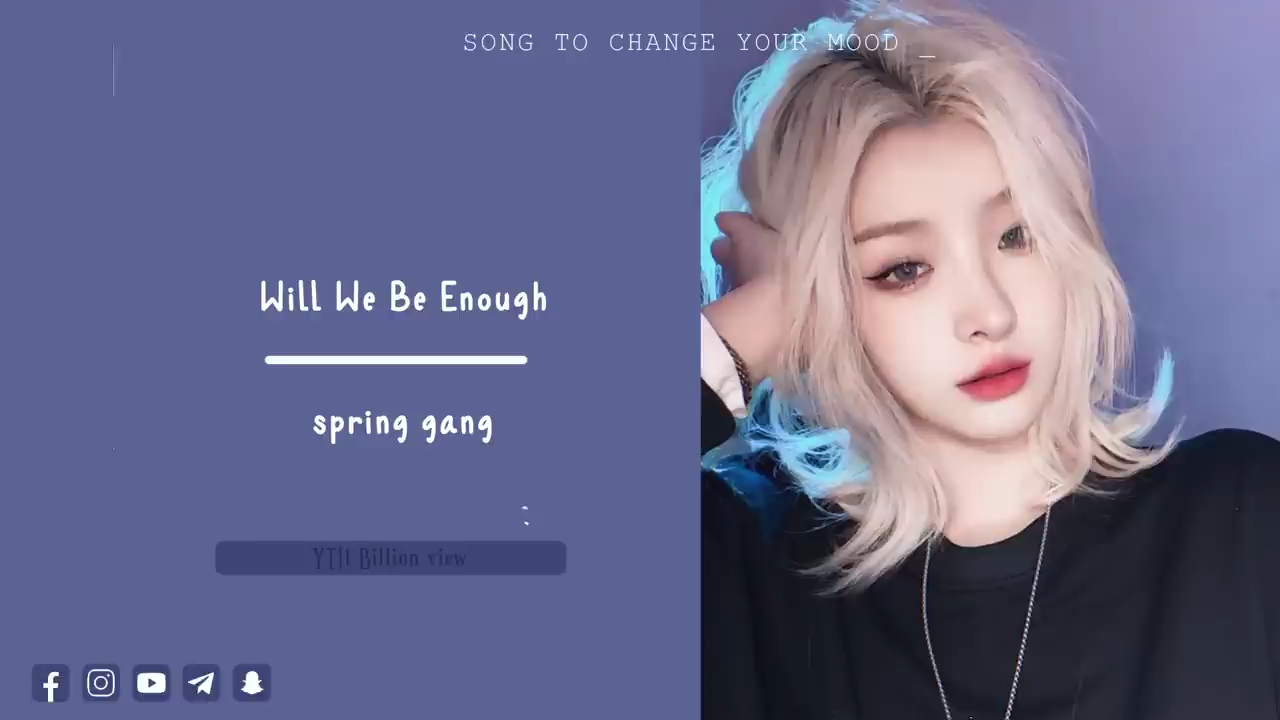 SONG TO CHANGE YOUR MOOD _
Will We Be Enough
spring gang
YT|1 Billion view